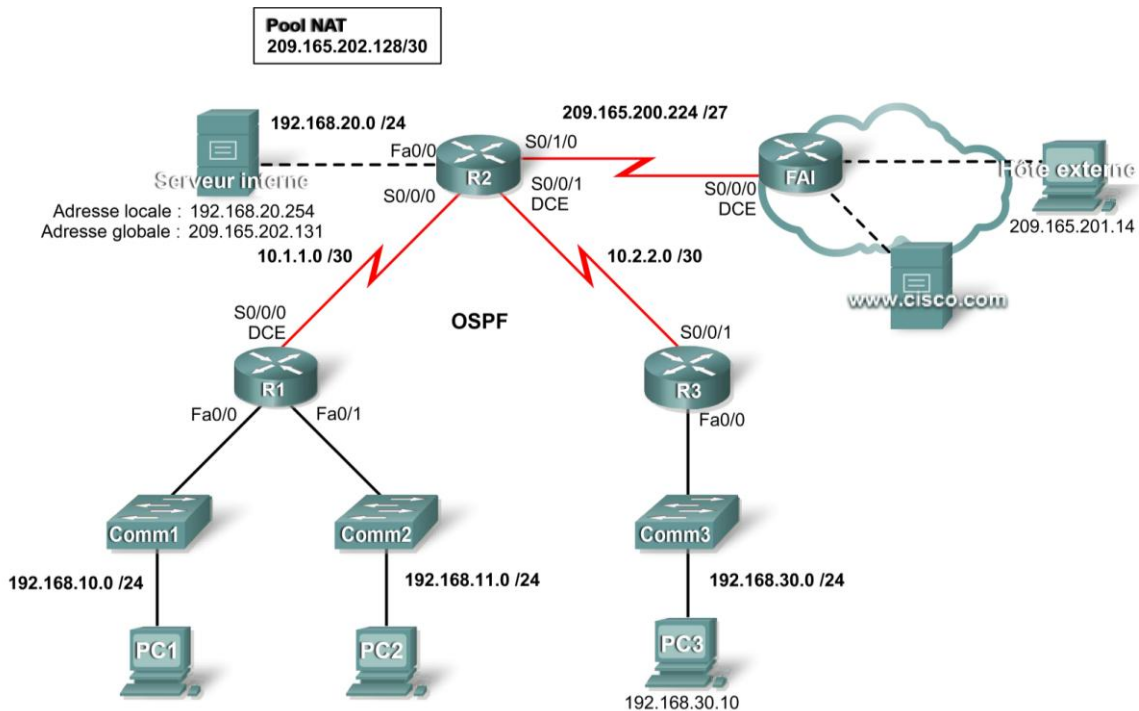 Pool NAT
209.165.202.128/30
192.168.20.0 /24
209.165.200.224 /27
Fa0/0
S0/1/0
R2
FAI
Serveur interne
Hôte externe
S0/0/0
S0/0/1
DCE
S0/0/0
DCE
Adresse locale : 192.168.20.254
Adresse globale : 209.165.202.131
209.165.201.14
10.1.1.0 /30
10.2.2.0 /30
www.cisco.com
S0/0/0
DCE
OSPF
S0/0/1
R1
R3
Fa0/0
Fa0/1
Fa0/0
Comm1
Comm2
Comm3
192.168.10.0 /24
192.168.11.0 /24
192.168.30.0 /24
PC1
PC2
PC3
192.168.30.10